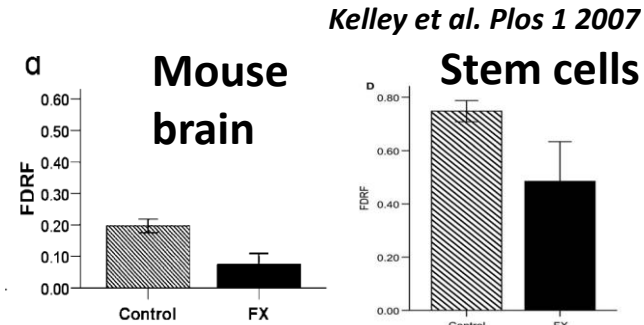 Kelley et al. Plos 1 2007
a
Mouse
brain
0.60
0.50
0.40
0.30
0.20
0.10
0.00
FDRF
Control
FX
D
Stem cells
0.80
0.60
0.40
0.20
0.00
FDRF
Control
FX